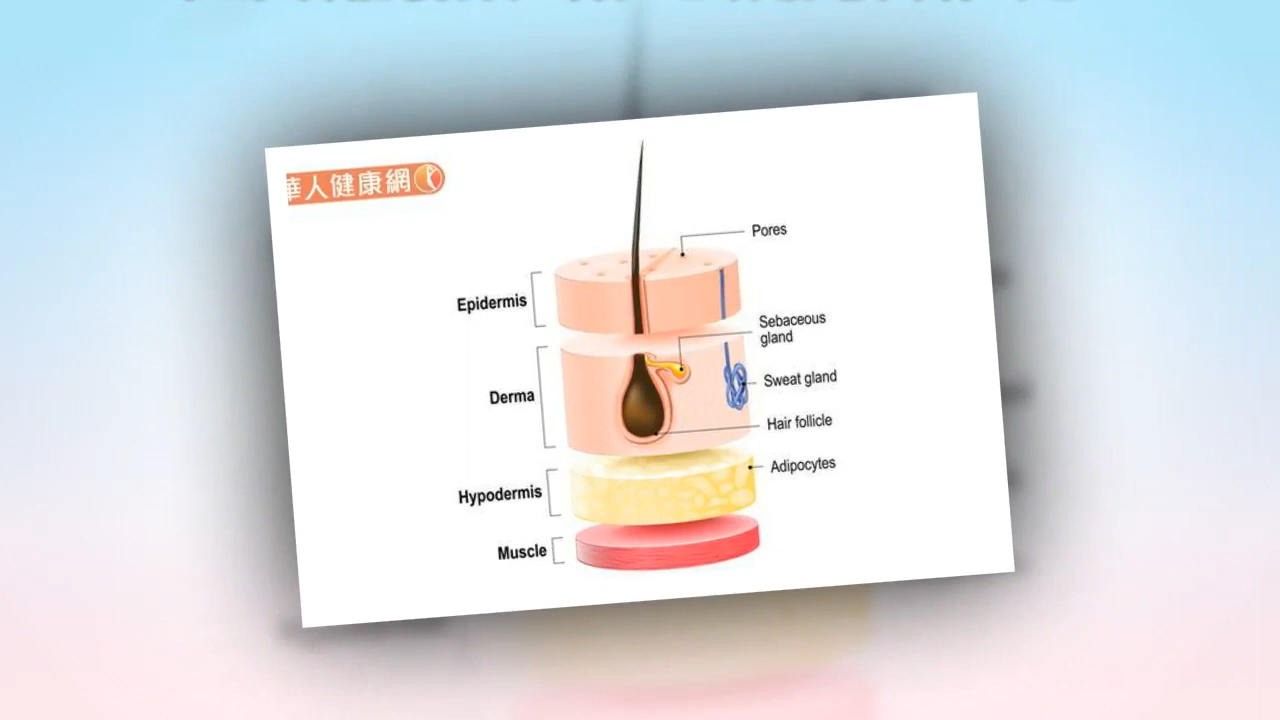 華人健康網
Pores
Epidermis
Sebaceous
gland
Sweat gland
Derma
Hair follicle
Adipocytes
Hypodermis
Muscle